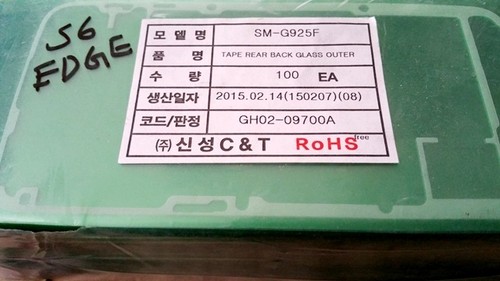 S6
EDGE
모델명 SM-G925F
품명 TAPE REAR BACK GLASS OUTER
수량 100 EA
생산일자 2015.02.14(150207)(08)
코드/판정 GH02-09700A
(주)신성C&T RoHS free